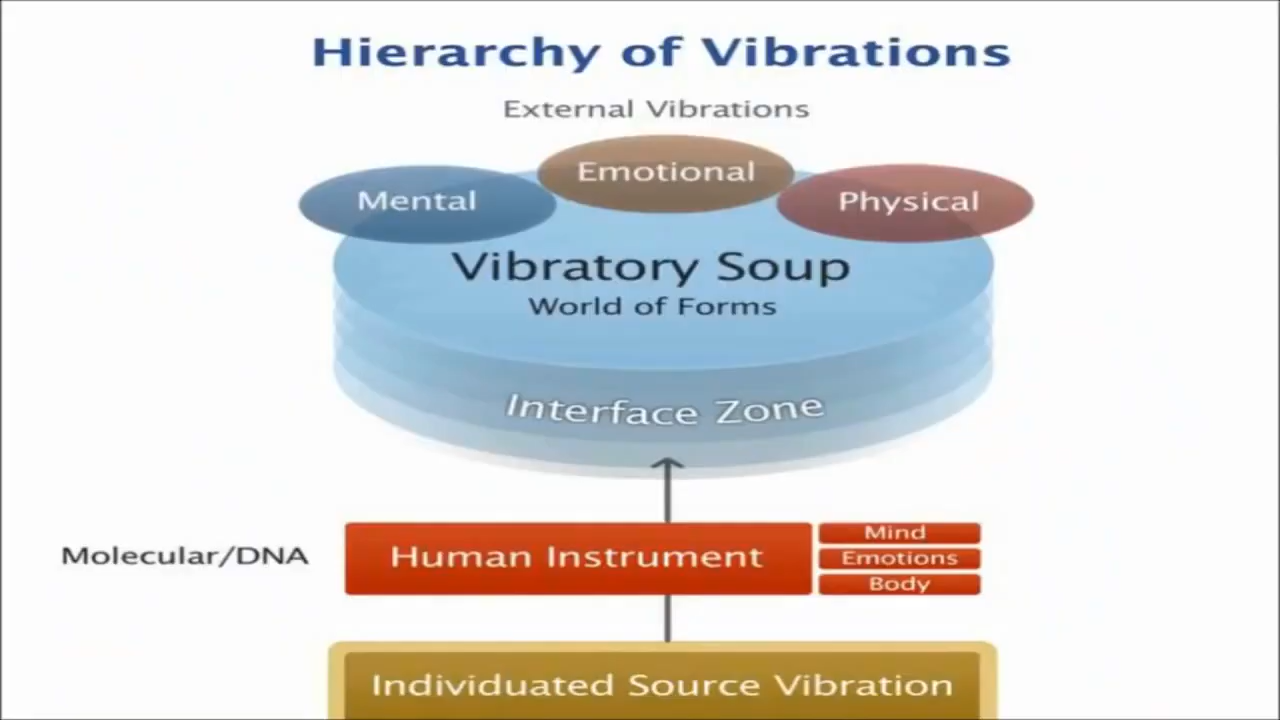 Hierarchy of Vibrations
External Vibrations
Emotional
Mental
Physical
Vibratory Soup
World of Forms
Interface Zone
Molecular/DNA
Human Instrument
Mind
Emotions
Body
Individuated Source Vibration